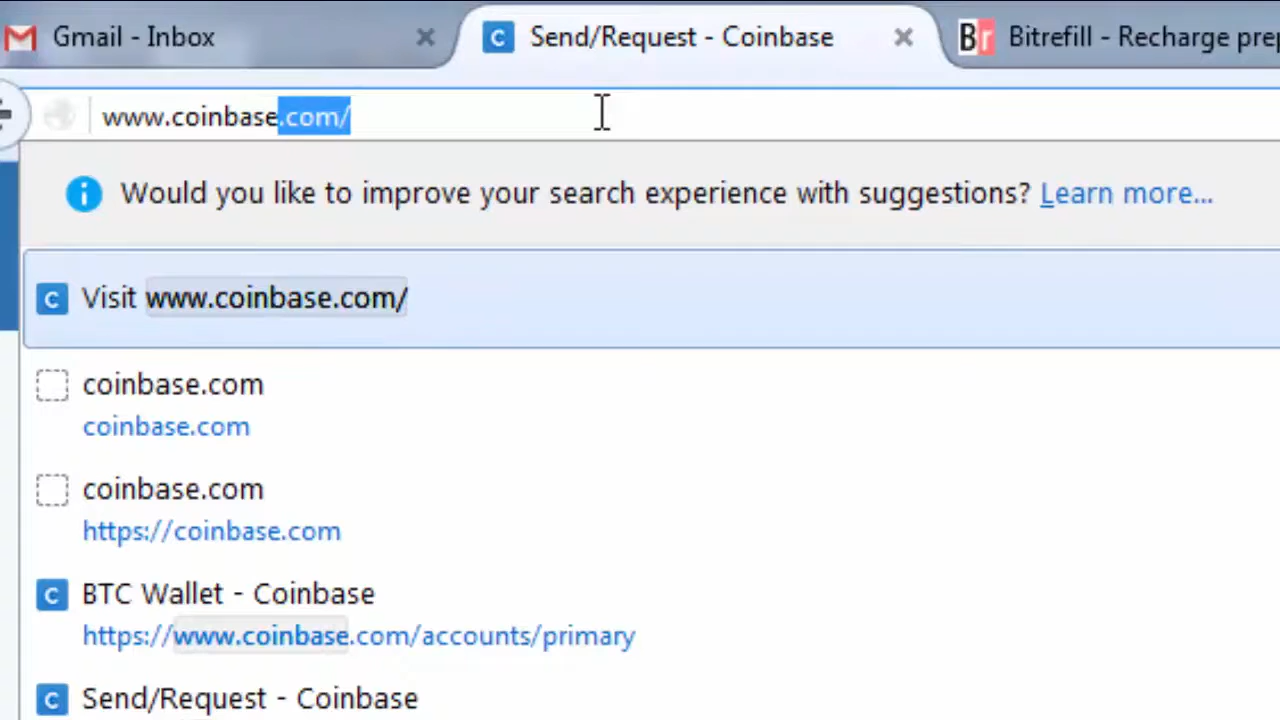 Gmail - Inbox
Send/Request - Coinbase
Br Bitrefill - Recharge prep
www.coinbase.com/
Would you like to improve your search experience with suggestions? Learn more...
C Visit www.coinbase.com/
coinbase.com
coinbase.com
coinbase.com
https://coinbase.com
C BTC Wallet - Coinbase
https://www.coinbase.com/accounts/primary
C Send/Request - Coinbase